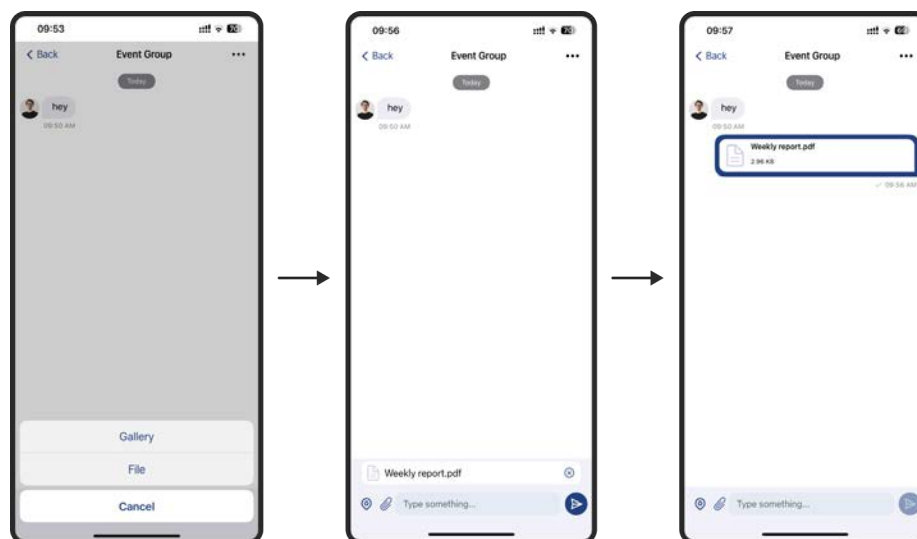 09:53
Back
Event Group
Today
hey
09:50 AM
Gallery
File
Cancel
09:56
Back
Event Group
Today
hey
09:50 AM
Weekly report.pdf
Type something...
09:57
Back
Event Group
Today
hey
09:50 AM
Weekly report.pdf
2.96 KB
09:56 AM
Type something...